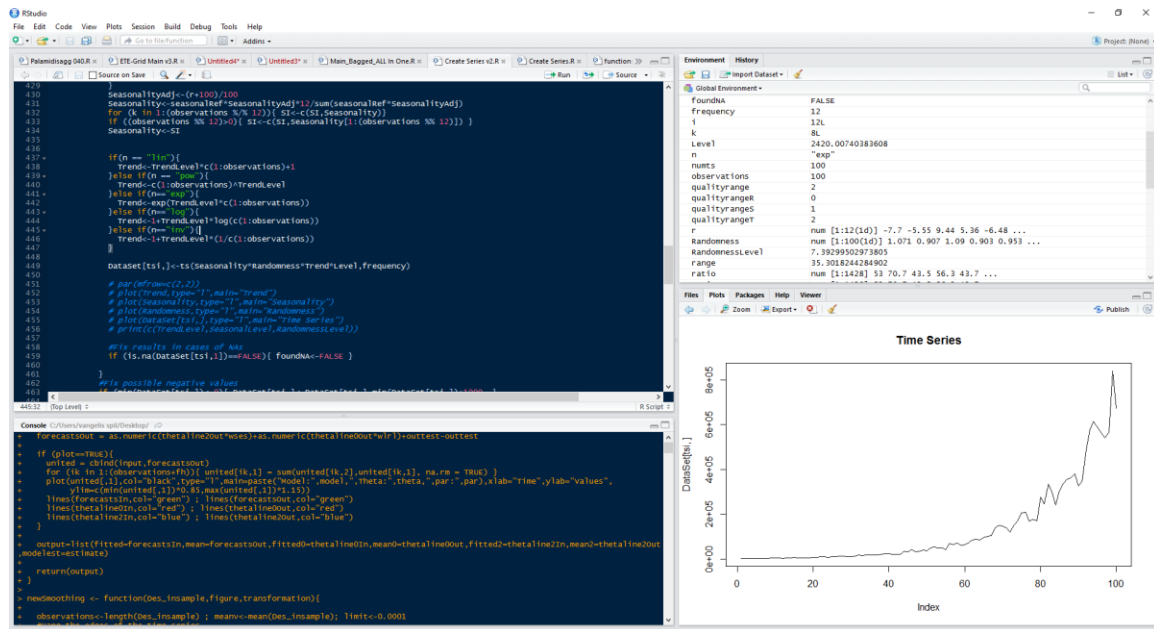 RStudio
File Edit Code View Plots Session Build Debug Tools Help
Go to file/function Addins
Project: (None)
Palamidisagg 040.R ETE-Grid Main v3.R Untitled4* Untitled3* Main_Bagged_ALL In One.R Create Series v2.R Create Series.R function
Source on Save Run Source
429 }
430 SeasonalityAdj<-(r+100)/100
431 Seasonality<-seasonalRef*SeasonalityAdj*12/sum(seasonalRef*SeasonalityAdj)
432 for (k in 1:(observations %/% 12)){ SI<-c(SI,Seasonality)}
433 if ((observations %% 12)>0){ SI<-c(SI,Seasonality[1:(observations %% 12)]) }
434 Seasonality<-SI
435
436
437 if(n == "lin"){
438 Trend<-TrendLevel*c(1:observations)+1
439 }else if(n == "pow"){
440 Trend<-c(1:observations)^TrendLevel
441 }else if(n=="exp"){
442 Trend<-exp(TrendLevel*c(1:observations))
443 }else if(n=="log"){
444 Trend<-1+TrendLevel*log(c(1:observations))
445 }else if(n=="inv"){
446 Trend<-1+TrendLevel*(1/c(1:observations))
447 }
448
449 DataSet[tsi,]<-ts(Seasonality*Randomness*Trend*Level,frequency)
450
451 # par(mfrow=c(2,2))
452 # plot(Trend,type="l",main="Trend")
453 # plot(Seasonality,type="l",main="Seasonality")
454 # plot(Randomness,type="l",main="Randomness")
455 # plot(DataSet[tsi,],type="l",main="Time Series")
456 # print(c(TrendLevel,SeasonalLevel,RandomnessLevel))
457
458 #Fix results in cases of NAs
459 if (is.na(DataSet[tsi,1])==FALSE){ foundNA<-FALSE }
460
461 }
462 #Fix possible negative values
463
445:32 (Top Level) R Script
Console C:/Users/vangelis spil/Desktop/
+ forecastsOut = as.numeric(thetaline2Out*wses)+as.numeric(thetaline0Out*wlrl)+outtest-outtest
+
+ if (plot==TRUE){
+ united = cbind(input,forecastsOut)
+ for (ik in 1:(observations+fh)){ united[ik,1] = sum(united[ik,2],united[ik,1], na.rm = TRUE) }
+ plot(united[,1],col="black",type="l",main=paste("Model:",model,",Theta:",theta,",par:",par),xlab="Time",ylab="Values",
+ ylim=c(min(united[,1])*0.85,max(united[,1])*1.15))
+ lines(forecastsIn,col="green") ; lines(forecastsOut,col="green")
+ lines(thetaline0In,col="red") ; lines(thetaline0Out,col="red")
+ lines(thetaline2In,col="blue") ; lines(thetaline2Out,col="blue")
+ }
+
+ output=list(fitted=forecastsIn,mean=forecastsOut,fitted0=thetaline0In,mean0=thetaline0Out,fitted2=thetaline2In,mean2=thetaline2Out
,modelest=estimate)
+
+ return(output)
+ }
>
> newSmoothing <- function(Des_insample,figure,transformation){
+
+ observations<-length(Des_insample) ; meanv<-mean(Des_insample); limit<-0.0001
Environment History
Import Dataset List
Global Environment
foundNA FALSE
frequency 12
i 12L
k 8L
Level 2420.00740383608
n "exp"
numts 100
observations 100
qualityrange 2
qualityrangeR 0
qualityrangeS 1
qualityrangeT 2
r num [1:12(1d)] -7.7 -5.55 9.44 5.36 -6.48 ...
Randomness num [1:100(1d)] 1.071 0.907 1.09 0.903 0.953 ...
RandomnessLevel 7.39299502973805
range 35.3018244284902
ratio num [1:1428] 53 70.7 43.5 56.3 43.7 ...
Files Plots Packages Help Viewer
Zoom Export Publish
Time Series
DataSet[tsi, ]
8e+05
6e+05
4e+05
2e+05
0e+00
0 20 40 60 80 100
Index